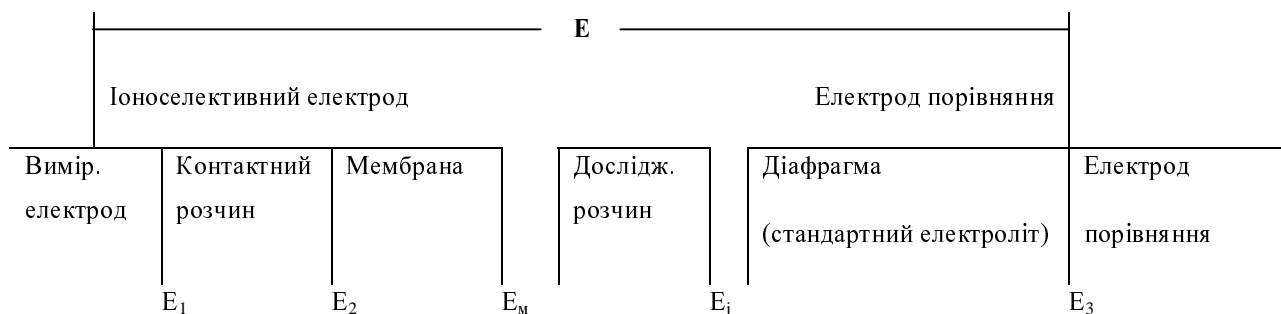 E
Іоноселективний електрод Електрод порівняння
Вимір. Контактний Мембрана Дослідж. Діафрагма Електрод
електрод розчин розчин (стандартний електроліт) порівняння
E₁ E₂ Eм Ej E₃